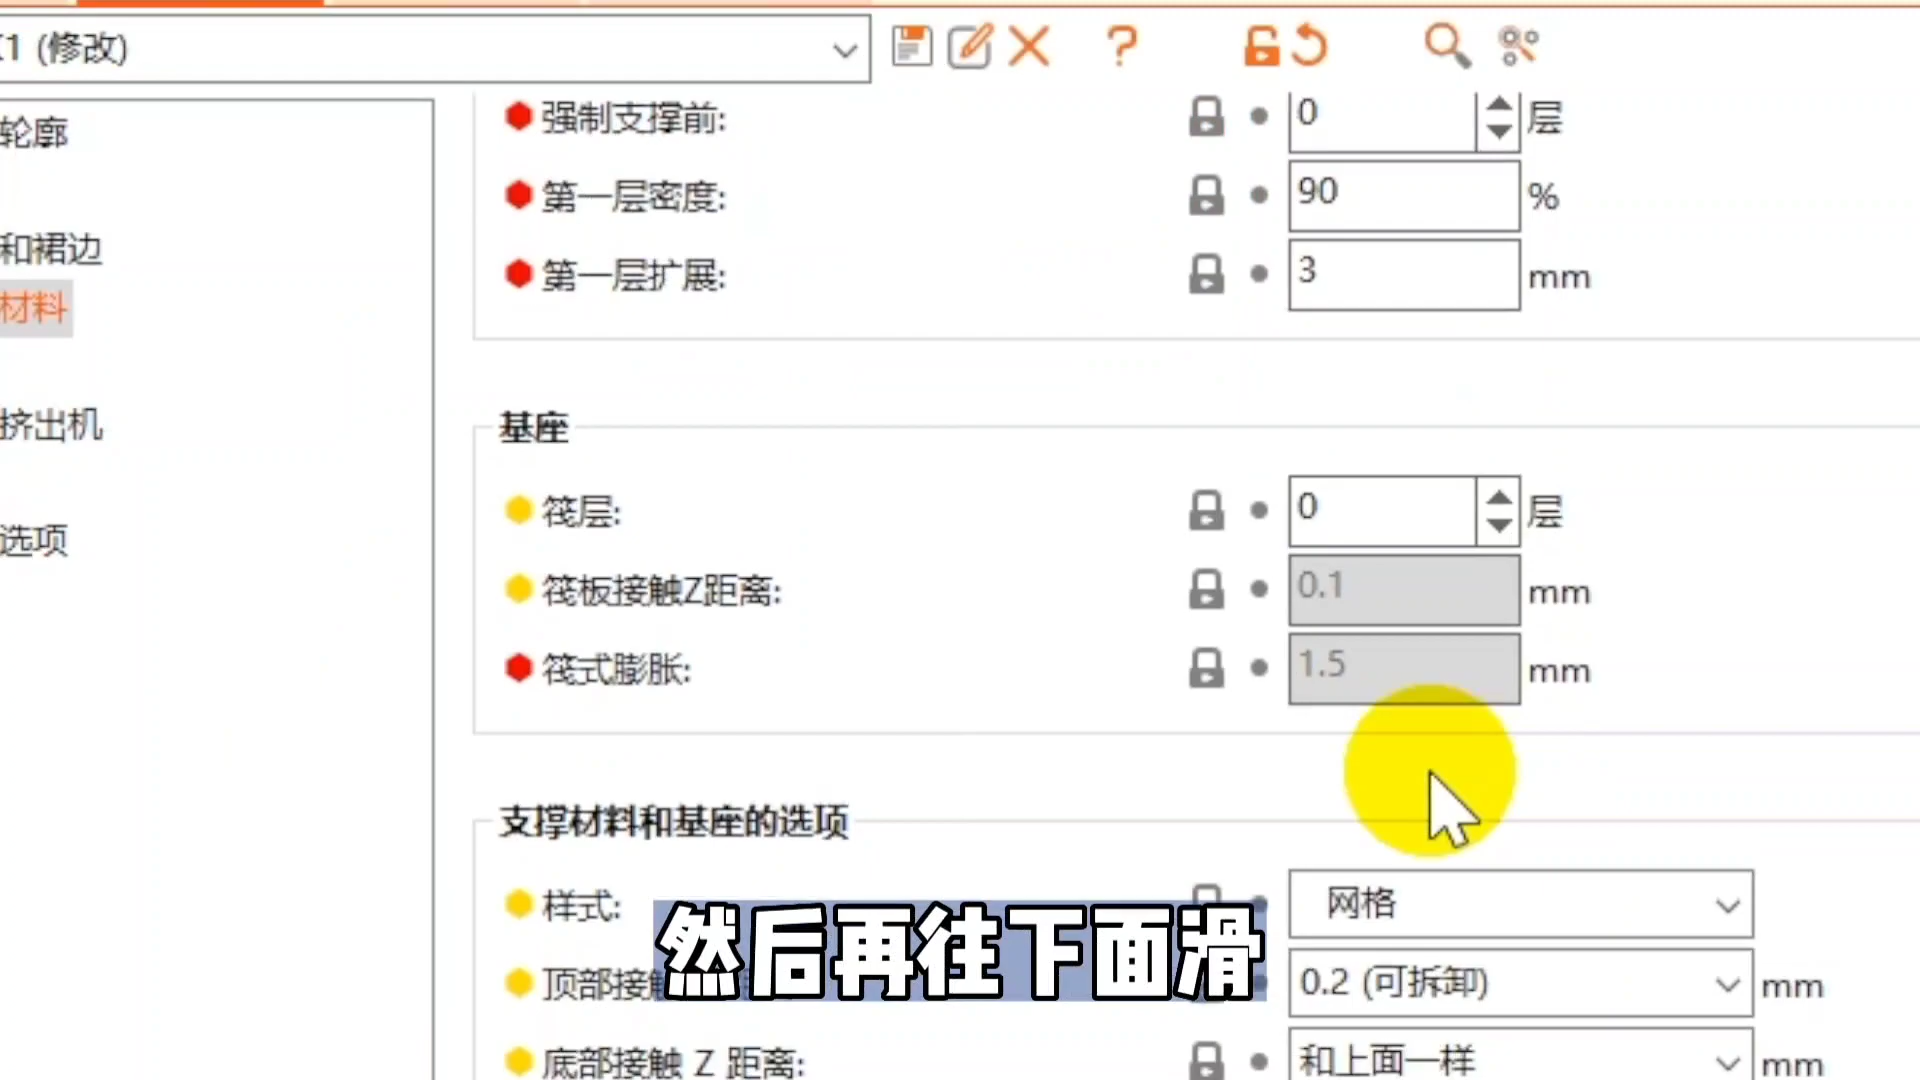 1 (修改)
轮廓
和裙边
材料
挤出机
选项
强制支撑前: 0 层
第一层密度: 90 %
第一层扩展: 3 mm
基座
筏层: 0 层
筏板接触Z距离: 0.1 mm
筏式膨胀: 1.5 mm
支撑材料和基座的选项
样式: 网格
顶部接触 0.2 (可拆卸) mm
底部接触 Z 距离: 和上面一样 mm
然后再往下面滑